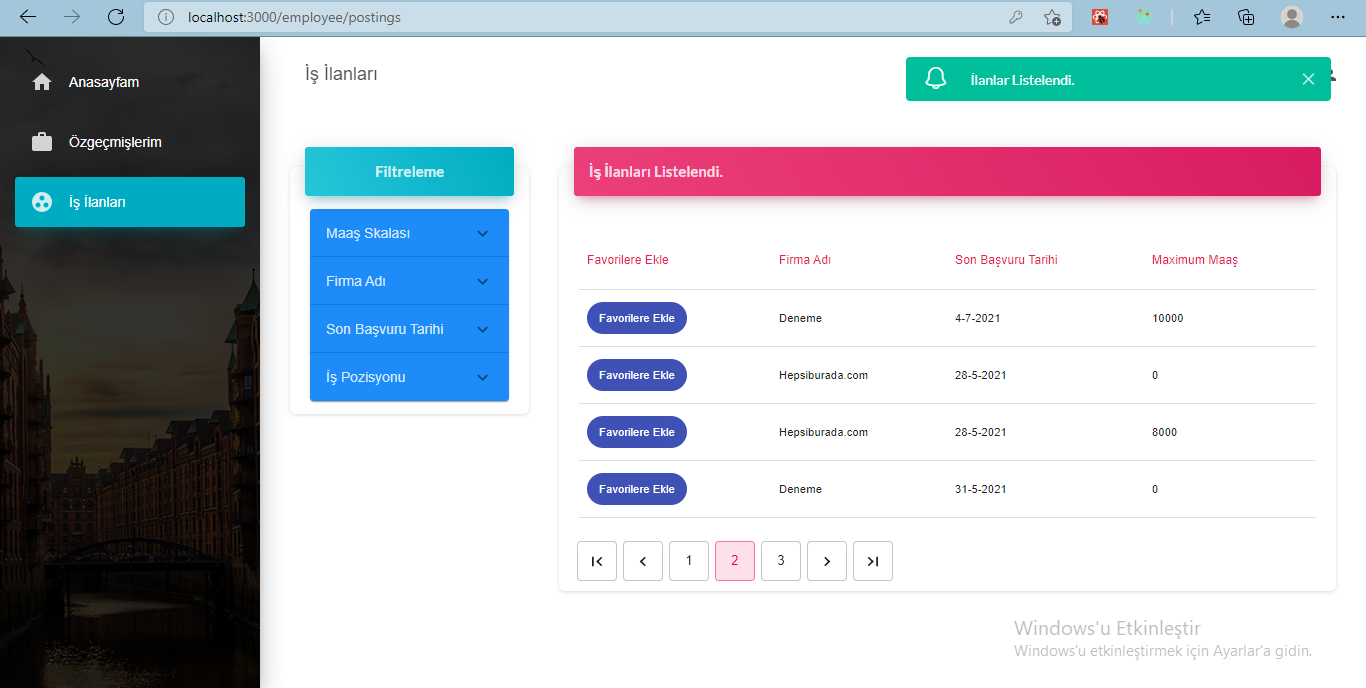 localhost:3000/employee/postings
Anasayfam
Özgeçmişlerim
İş İlanları
İş İlanları
İlanlar Listelendi.
Filtreleme
Maaş Skalası
Firma Adı
Son Başvuru Tarihi
İş Pozisyonu
İş İlanları Listelendi.
Favorilere Ekle Firma Adı Son Başvuru Tarihi Maximum Maaş
Favorilere Ekle Deneme 4-7-2021 10000
Favorilere Ekle Hepsiburada.com 28-5-2021 0
Favorilere Ekle Hepsiburada.com 28-5-2021 8000
Favorilere Ekle Deneme 31-5-2021 0
1 2 3
Windows'u Etkinleştir
Windows'u etkinleştirmek için Ayarlar'a gidin.